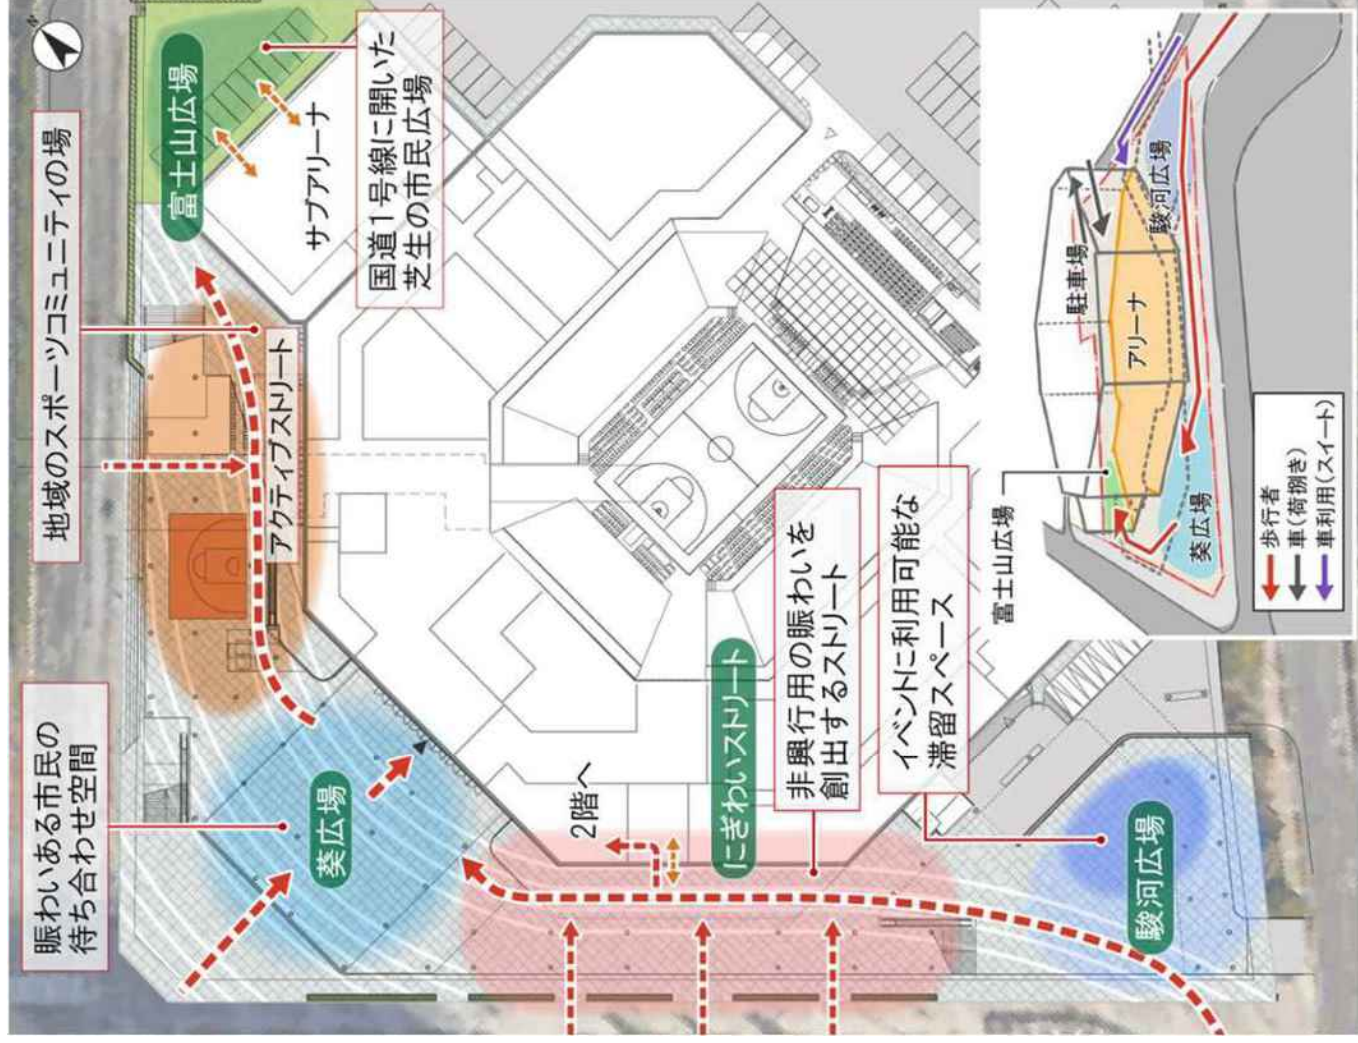 N
賑わいある市民の
待ち合わせ空間
地域のスポーツコミュニティの場
富士山広場
サブアリーナ
国道1号線に開いた
芝生の市民広場
アクティブストリート
葵広場
2階へ
にぎわいストリート
非興行用の賑わいを
創出するストリート
イベントに利用可能な
滞留スペース
駿河広場
富士山広場
駐車場
アリーナ
駿河広場
葵広場
歩行者
車(荷捌き)
車利用(スイート)